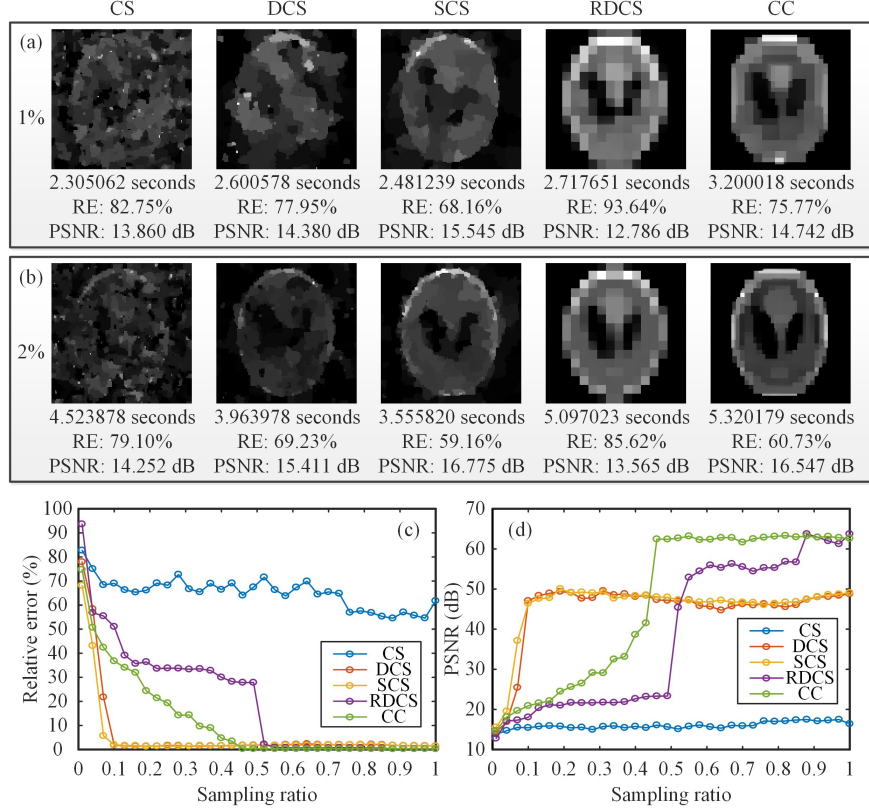 CS DCS SCS RDCS CC
(a)
1%
2.305062 seconds 2.600578 seconds 2.481239 seconds 2.717651 seconds 3.200018 seconds
RE: 82.75% RE: 77.95% RE: 68.16% RE: 93.64% RE: 75.77%
PSNR: 13.860 dB PSNR: 14.380 dB PSNR: 15.545 dB PSNR: 12.786 dB PSNR: 14.742 dB
(b)
2%
4.523878 seconds 3.963978 seconds 3.555820 seconds 5.097023 seconds 5.320179 seconds
RE: 79.10% RE: 69.23% RE: 59.16% RE: 85.62% RE: 60.73%
PSNR: 14.252 dB PSNR: 15.411 dB PSNR: 16.775 dB PSNR: 13.565 dB PSNR: 16.547 dB
(c)
Relative error (%)
100
90
80
70
60
50
40
30
20
10
0
CS
DCS
SCS
RDCS
CC
0 0.1 0.2 0.3 0.4 0.5 0.6 0.7 0.8 0.9 1
Sampling ratio
(d)
PSNR (dB)
70
60
50
40
30
20
10
CS
DCS
SCS
RDCS
CC
0 0.1 0.2 0.3 0.4 0.5 0.6 0.7 0.8 0.9 1
Sampling ratio